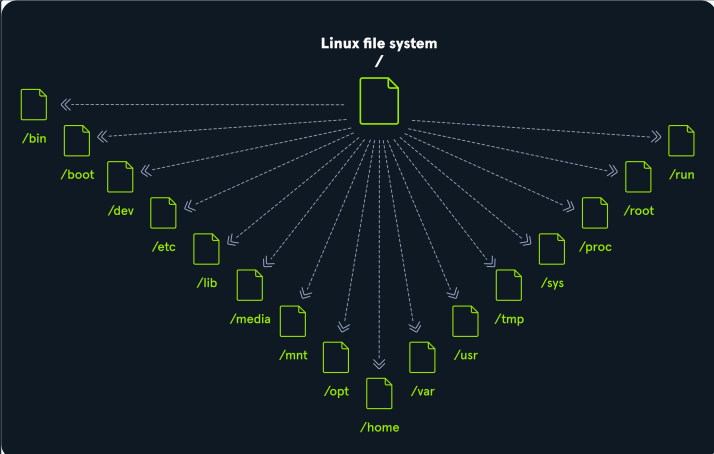 Linux file system
/
/bin
/boot
/dev
/etc
/lib
/media
/mnt
/opt
/home
/var
/usr
/tmp
/sys
/proc
/root
/run